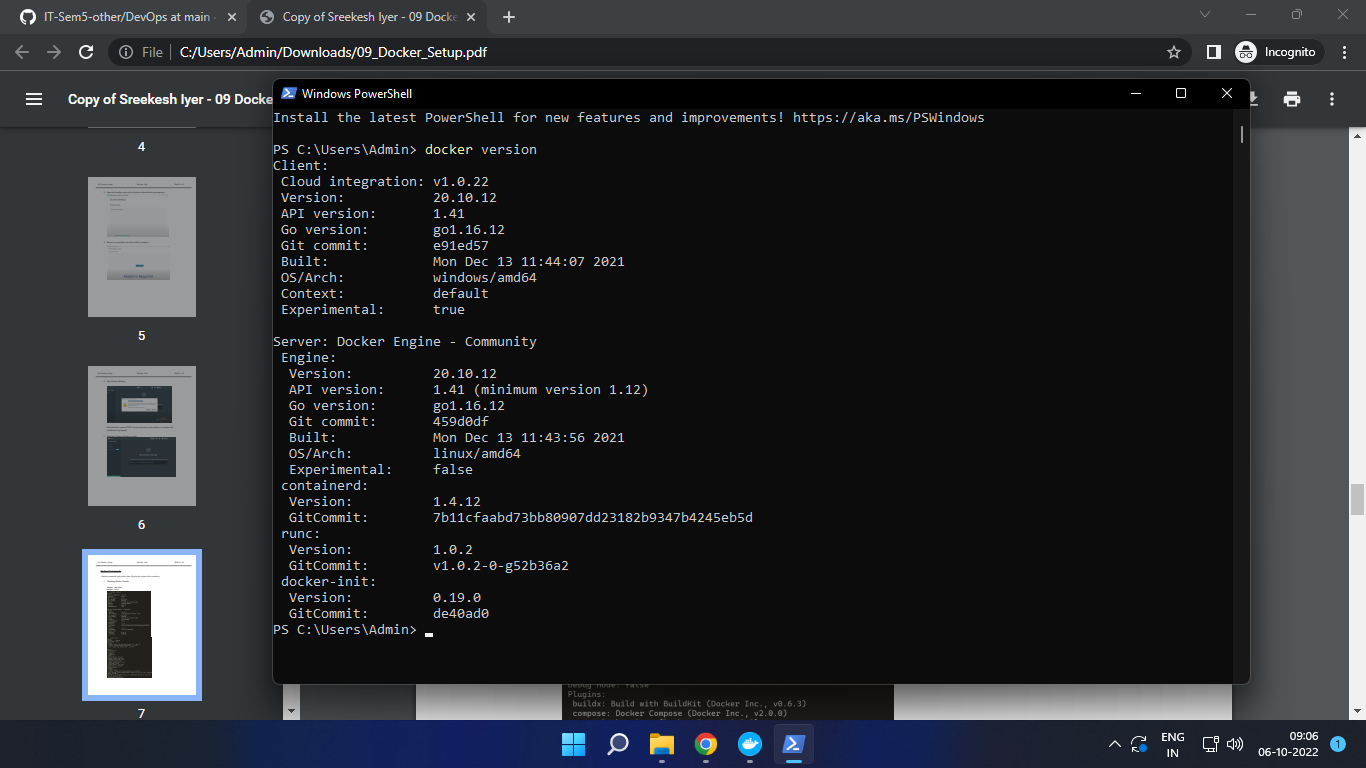 IT-Sem5-other/DevOps at main
Copy of Sreekesh Iyer - 09 Docke
File
C:/Users/Admin/Downloads/09_Docker_Setup.pdf
Incognito
Copy of Sreekesh Iyer - 09 Docke
4
5
6
7
Windows PowerShell
Install the latest PowerShell for new features and improvements! https://aka.ms/PSWindows
PS C:\Users\Admin> docker version
Client:
Cloud integration: v1.0.22
Version: 20.10.12
API version: 1.41
Go version: go1.16.12
Git commit: e91ed57
Built: Mon Dec 13 11:44:07 2021
OS/Arch: windows/amd64
Context: default
Experimental: true
Server: Docker Engine - Community
Engine:
Version: 20.10.12
API version: 1.41 (minimum version 1.12)
Go version: go1.16.12
Git commit: 459d0df
Built: Mon Dec 13 11:43:56 2021
OS/Arch: linux/amd64
Experimental: false
containerd:
Version: 1.4.12
GitCommit: 7b11cfaabd73bb80907dd23182b9347b4245eb5d
runc:
Version: 1.0.2
GitCommit: v1.0.2-0-g52b36a2
docker-init:
Version: 0.19.0
GitCommit: de40ad0
PS C:\Users\Admin>
Debug Mode: false
Plugins:
buildx: Build with BuildKit (Docker Inc., v0.6.3)
compose: Docker Compose (Docker Inc., v2.0.0)
ENG
IN
09:06
06-10-2022
1